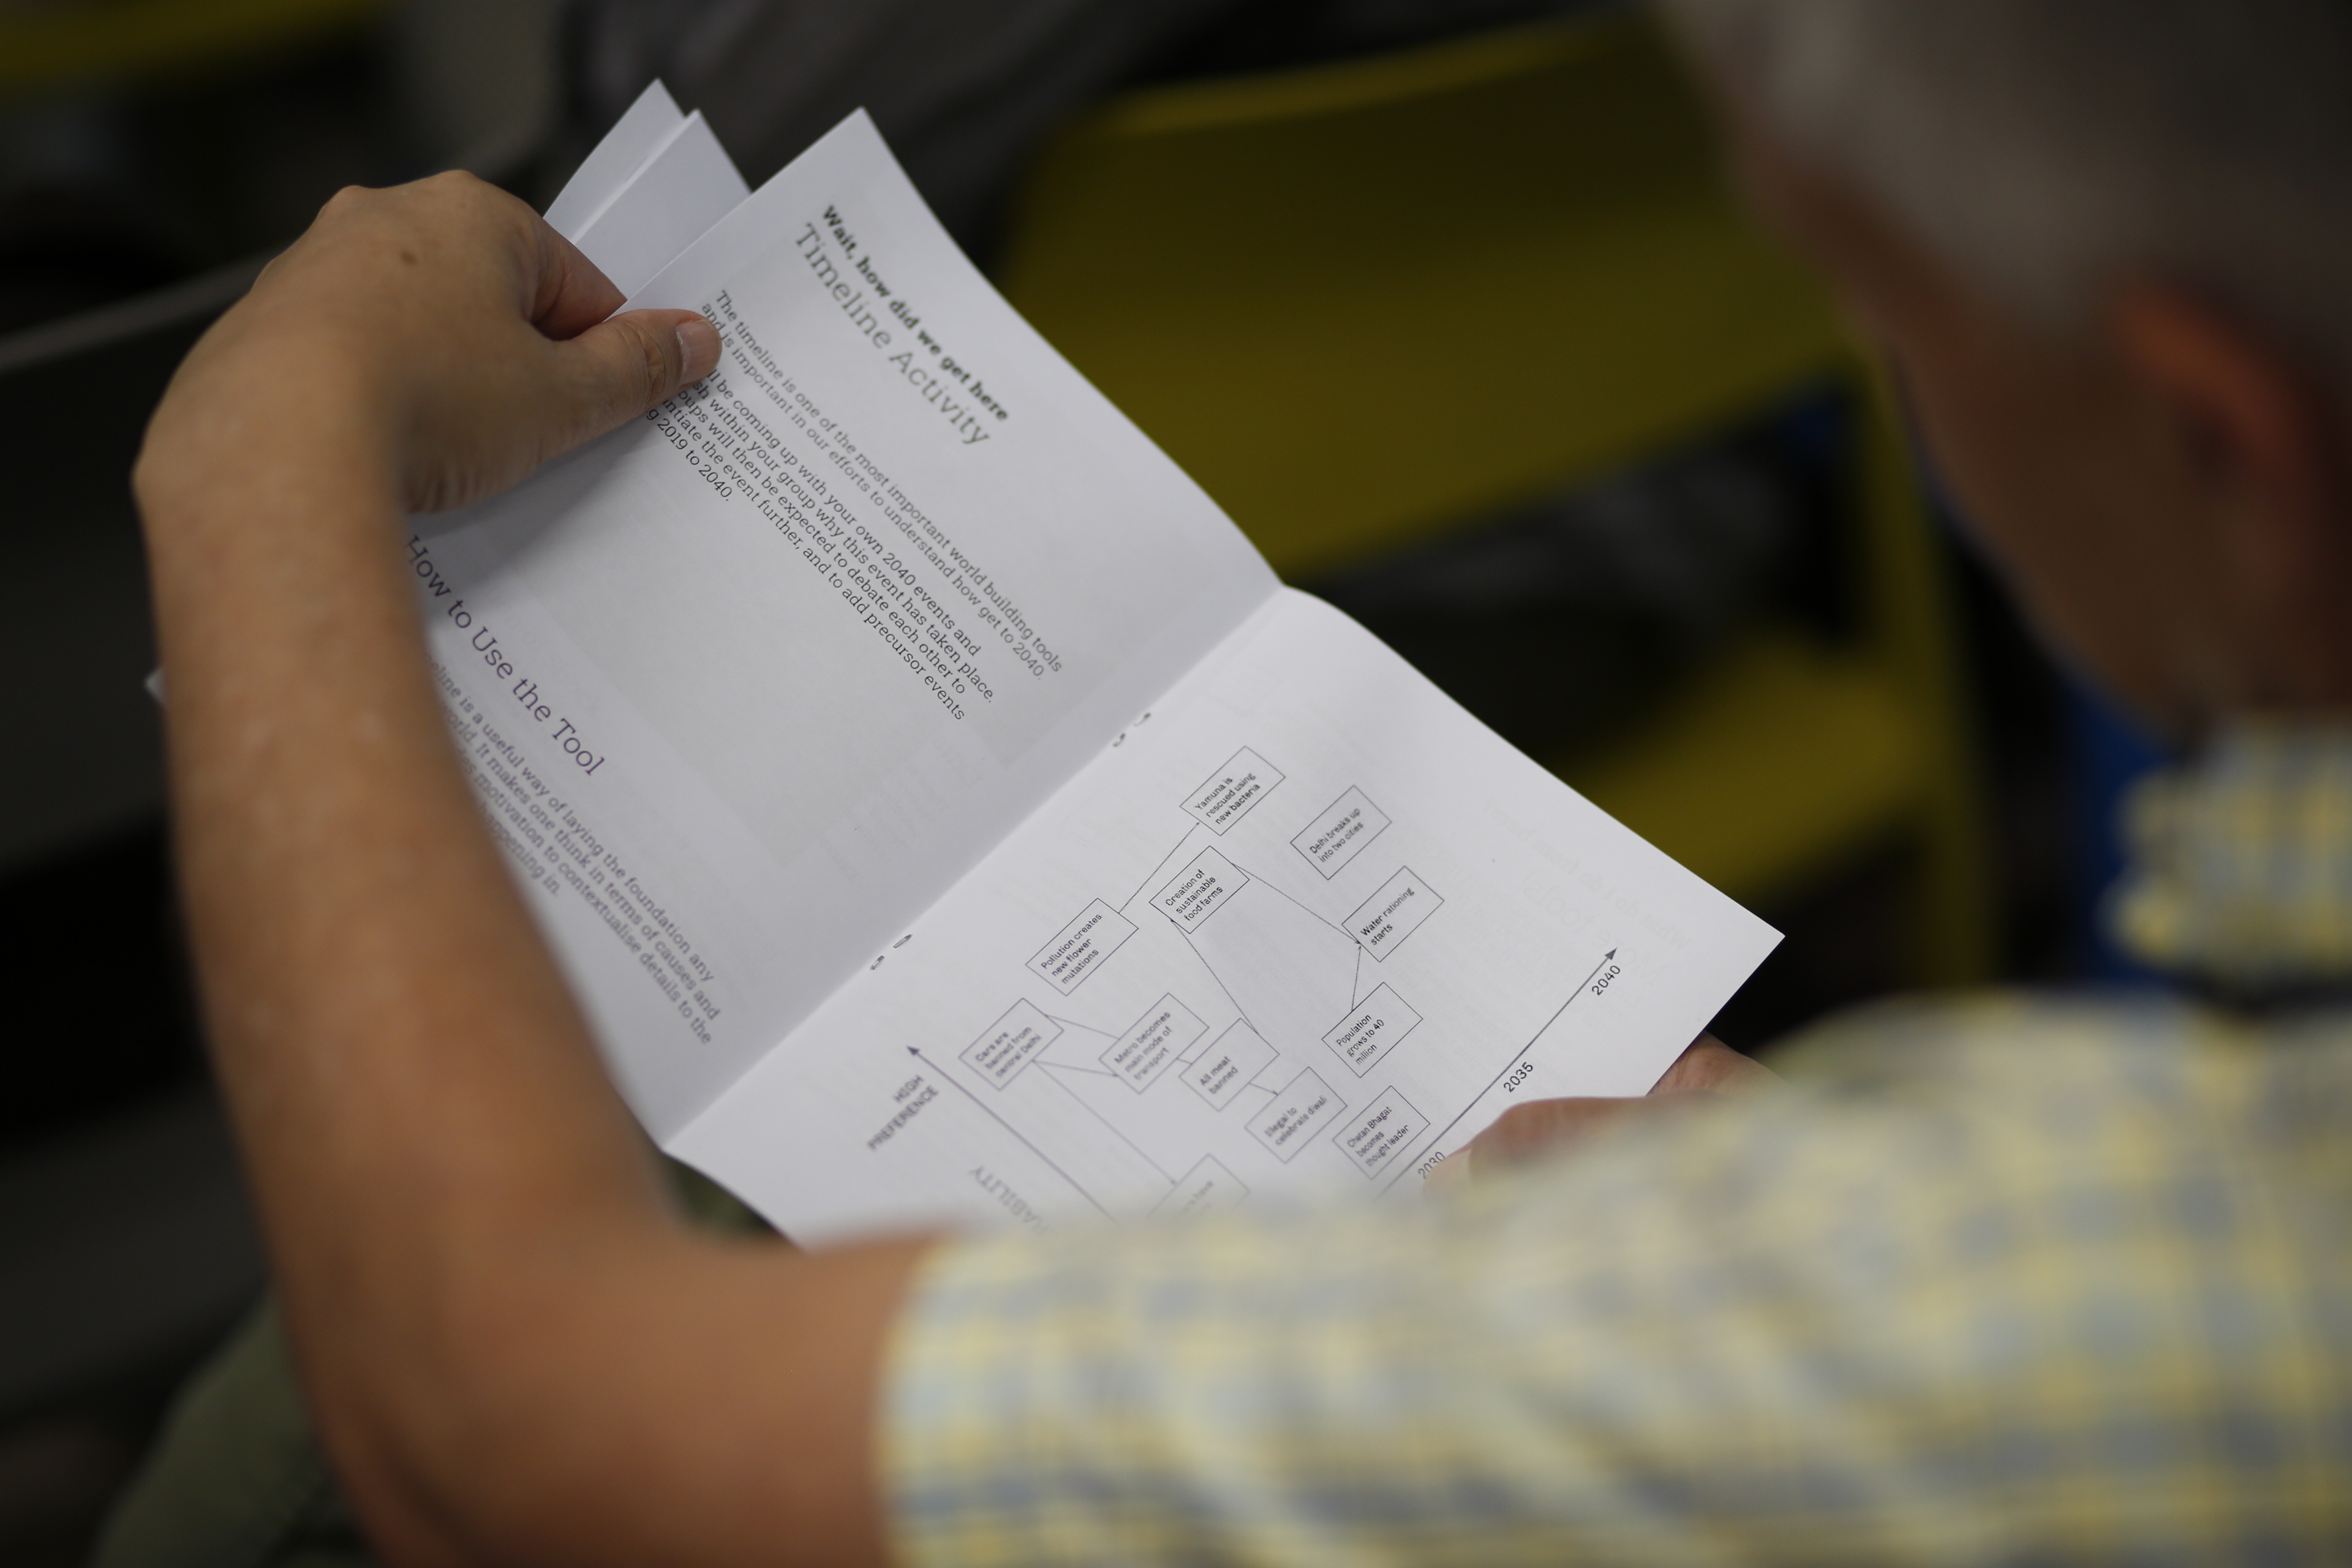 Wait, how did we get here
Timeline Activity
The timeline is one of the most important world building tools
and is important in our efforts to understand how get to 2040.
be coming up with your own 2040 events and
within your group why this event has taken place.
will then be expected to debate each other to
the event further, and to add precursor events
2019 to 2040.
How to Use the Tool
is a useful way of laying the foundation any
world. It makes one think in terms of causes and
motivation to contextualise details to the
happening in.
Yamuna is
rescued using
new bacteria
Delhi breaks up
into two cities
Creation of
sustainable
food farms
Water rationing
starts
Pollution creates
new flower
mutations
Cars are
banned from
central Delhi
Metro becomes
main mode of
transport
All meat
banned
Population
grows to 40
million
Illegal to
celebrate diwali
Chetan Bhagat
becomes
thought leader
have
HIGH
PREFERENCE
2030
2035
2040